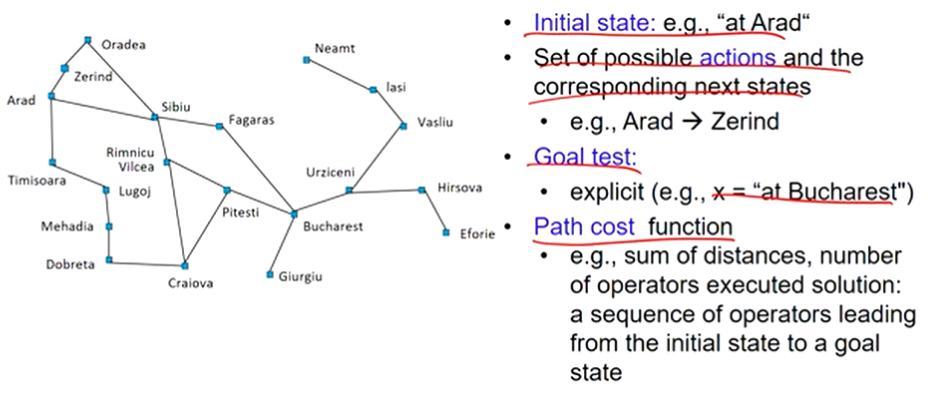 Oradea
Neamt
Zerind
Iasi
Arad
Sibiu
Fagaras
Vasliu
Rimnicu
Vilcea
Urziceni
Timisoara
Lugoj
Hirsova
Pitesti
Mehadia
Bucharest
Eforie
Dobreta
Craiova
Giurgiu
• Initial state: e.g., “at Arad“
• Set of possible actions and the
corresponding next states
• e.g., Arad → Zerind
• Goal test:
• explicit (e.g., x = “at Bucharest")
• Path cost function
• e.g., sum of distances, number
of operators executed solution:
a sequence of operators leading
from the initial state to a goal
state